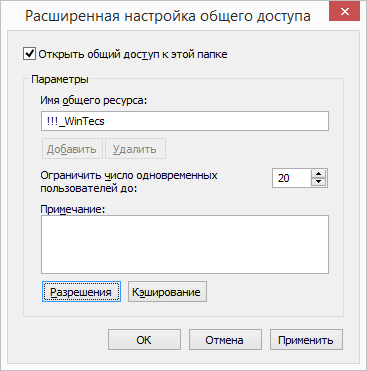 Расширенная настройка общего доступа
Открыть общий доступ к этой папке
Параметры
Имя общего ресурса:
!!!_WinTecs
Добавить Удалить
Ограничить число одновременных 20
пользователей до:
Примечание:
Разрешения Кэширование
ОК Отмена Применить